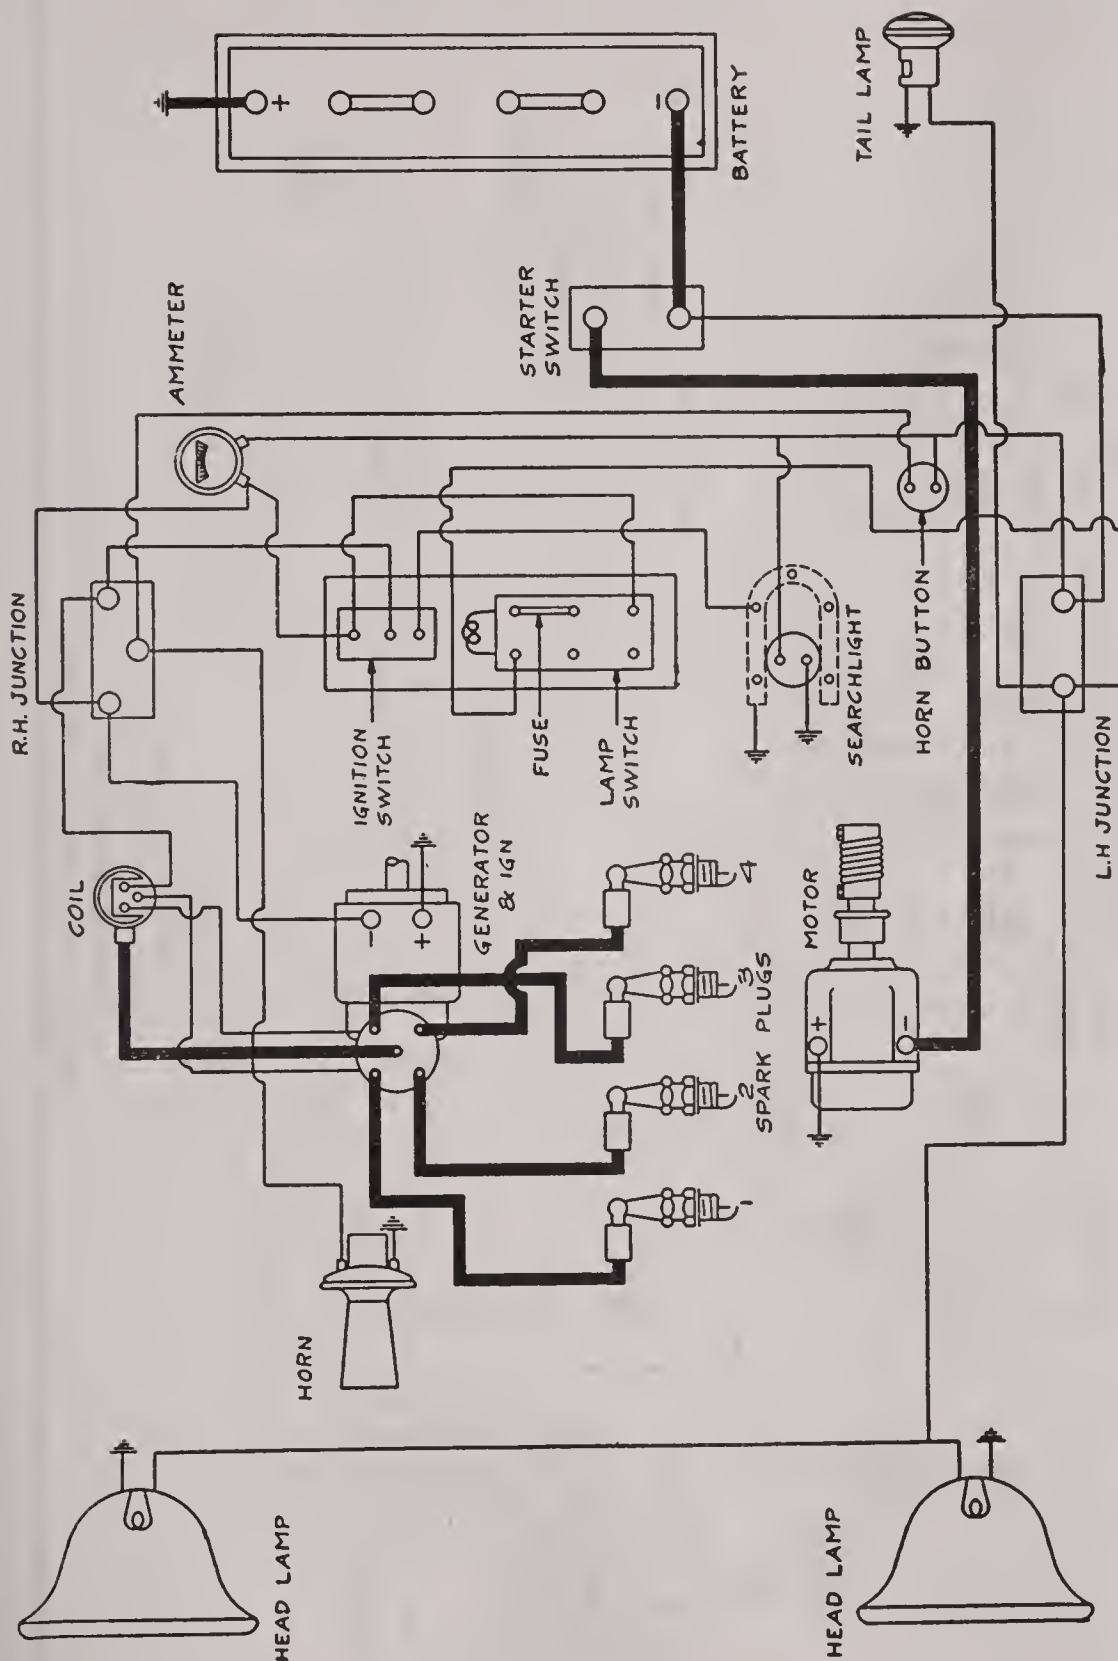 HEAD LAMP
HEAD LAMP
HORN
COIL
R.H. JUNCTION
AMMETER
+
-
BATTERY
TAIL LAMP
STARTER
SWITCH
IGNITION
SWITCH
FUSE
LAMP
SWITCH
SEARCHLIGHT
HORN BUTTON
L.H JUNCTION
-
+
GENERATOR
& IGN
1
2
3
4
SPARK PLUGS
MOTOR
+
-